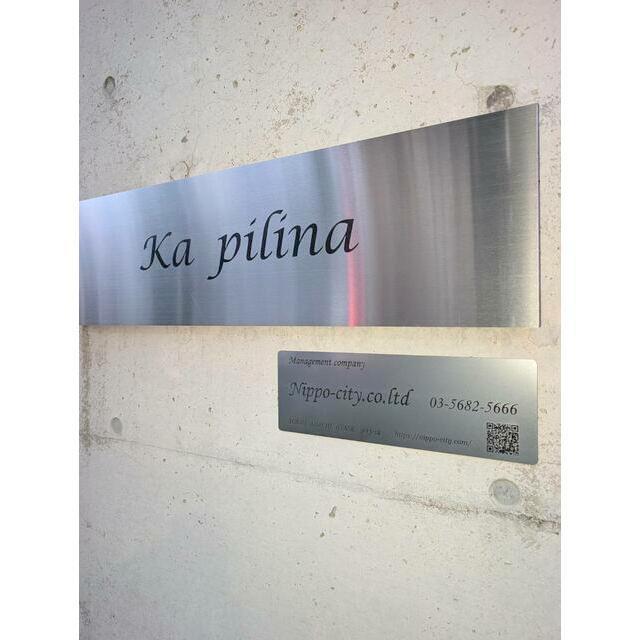 Ka pilina
Management company
Nippo-city.co.ltd 03-5682-5666
https://nippo-city.com/